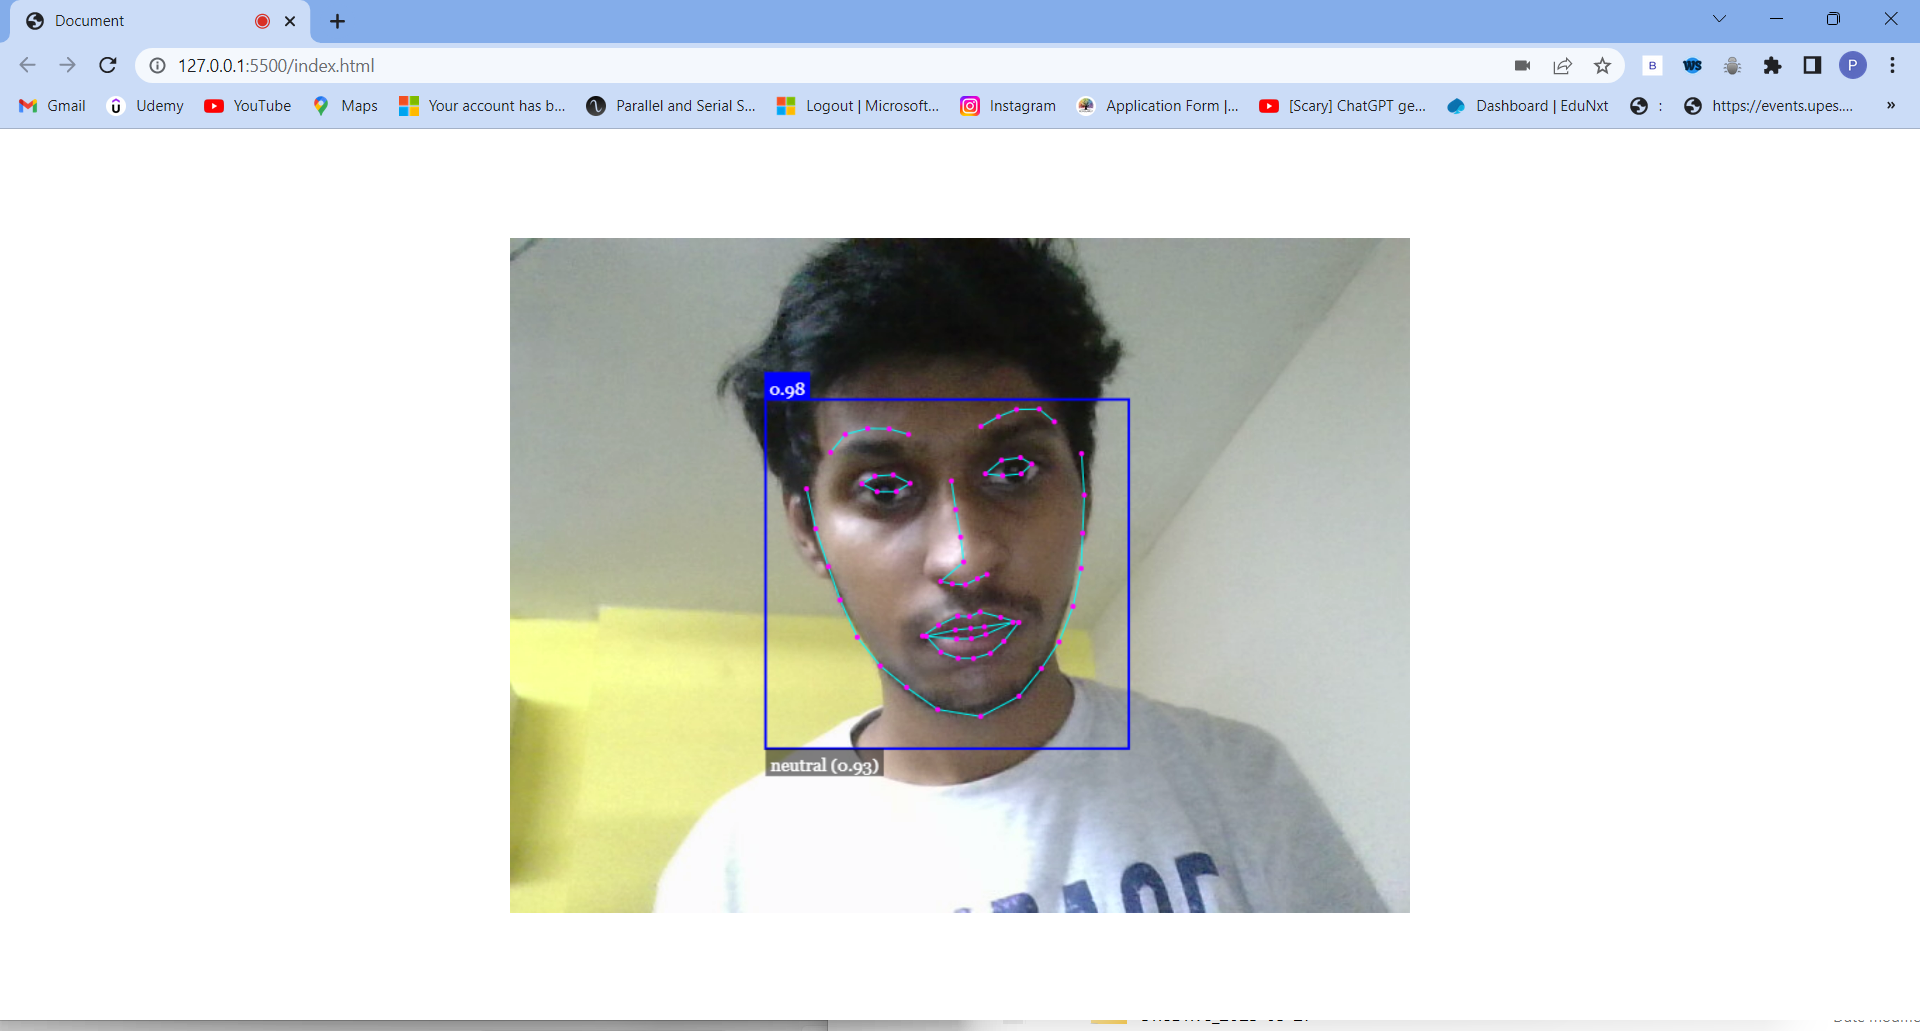 Document
127.0.0.1:5500/index.html
B
WS
P
Gmail
Udemy
YouTube
Maps
Your account has b...
Parallel and Serial S...
Logout | Microsoft...
Instagram
Application Form |...
[Scary] ChatGPT ge...
Dashboard | EduNxt
:
https://events.upes....
»
0.98
neutral (0.93)